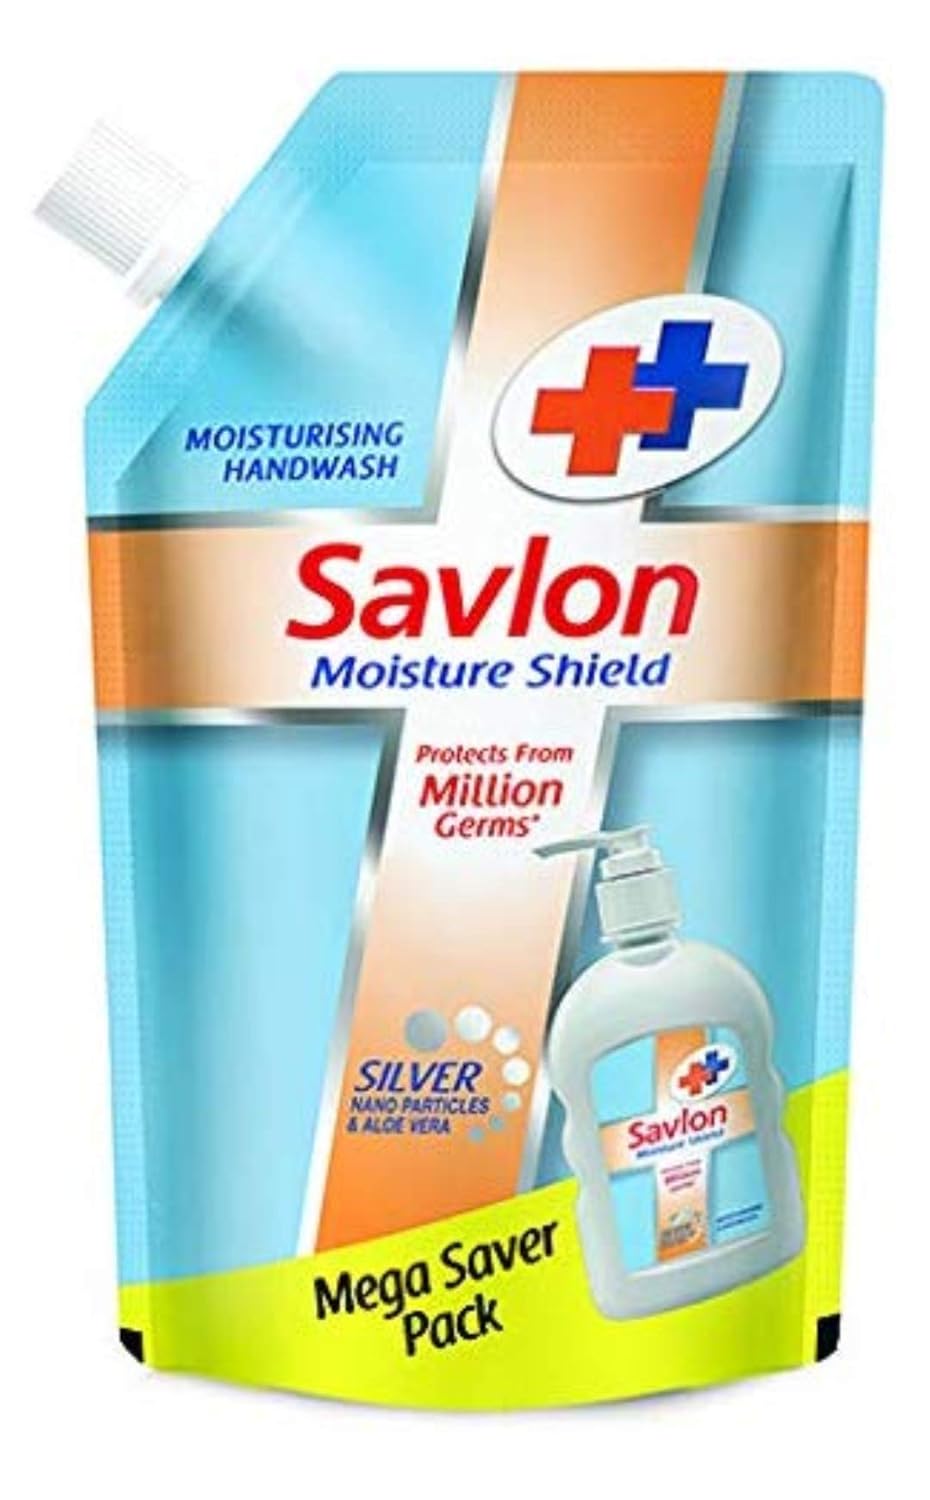 MOISTURISING
HANDWASH
Savlon
Moisture Shield
Protects From
Million
Germs*
SILVER
NANO PARTICLES
& ALOE VERA
Savlon
Moisture Shield
Mega Saver
Pack